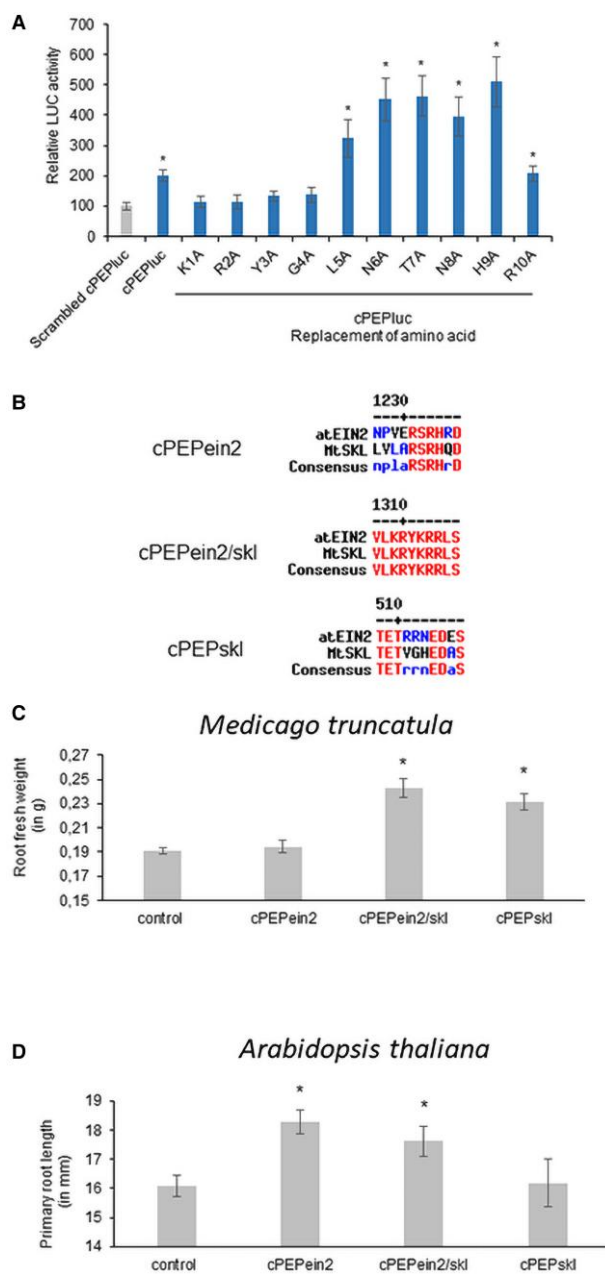 A
Relative LUC activity
700
600
500
400
300
200
100
0
*
*
*
*
*
*
*
Scrambled cPEPluc
cPEPluc
K1A
R2A
Y3A
G4A
L5A
N6A
T7A
N8A
H9A
R10A
cPEPluc
Replacement of amino acid
B
cPEPein2
1230
---+------
atEIN2 NPVERSRHRD
MtSKL LVLARSRHQD
Consensus nplaRSRHrD
cPEPein2/skl
1310
---+------
atEIN2 VLKRYKRRLS
MtSKL VLKRYKRRLS
Consensus VLKRYKRRLS
cPEPskl
510
--+-------
atEIN2 TETRRNEDES
MtSKL TETVGHEDAS
Consensus TETrrnEDaS
C
Medicago truncatula
Root fresh weight
(in g)
0,27
0,25
0,23
0,21
0,19
0,17
0,15
*
*
control
cPEPein2
cPEPein2/skl
cPEPskl
D
Arabidopsis thaliana
Primary root length
(in mm)
19
18
17
16
15
14
*
*
control
cPEPein2
cPEPein2/skl
cPEPskl